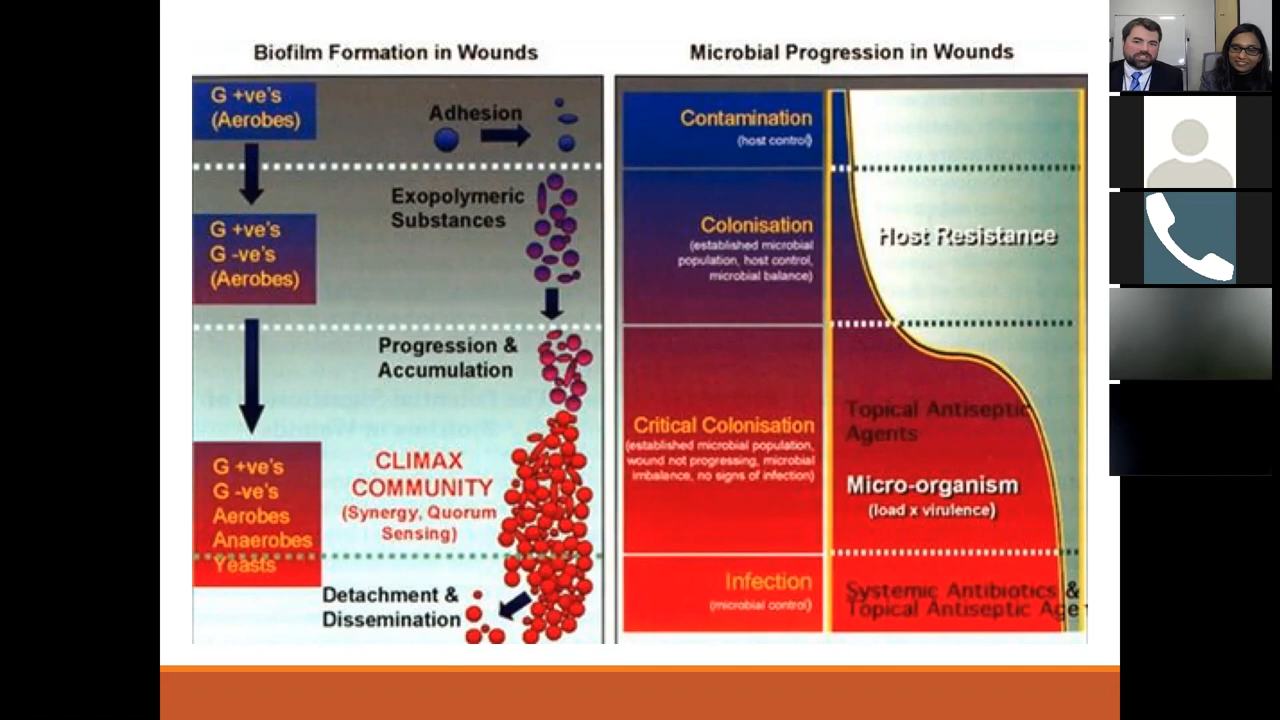 Biofilm Formation in Wounds
G +ve's
(Aerobes)
Adhesion
Exopolymeric
Substances
G +ve's
G -ve's
(Aerobes)
Progression &
Accumulation
G +ve's
G -ve's
Aerobes
Anaerobes
Yeasts
CLIMAX
COMMUNITY
(Synergy, Quorum
Sensing)
Detachment &
Dissemination
Microbial Progression in Wounds
Contamination
(host control)
Colonisation
(established microbial
population, host control,
microbial balance)
Host Resistance
Critical Colonisation
(established microbial population,
wound not progressing, microbial
imbalance, no signs of infection)
Topical Antiseptic
Agents
Micro-organism
(load x virulence)
Infection
(microbial control)
Systemic Antibiotics &
Topical Antiseptic Age